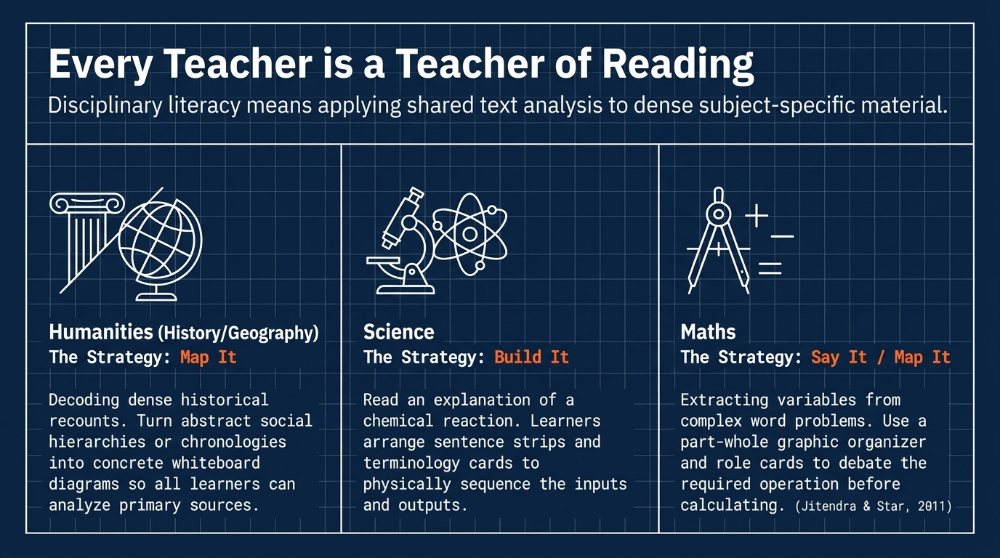 Every Teacher is a Teacher of Reading
Disciplinary literacy means applying shared text analysis to dense subject-specific material.
Humanities (History/Geography)
The Strategy: Map It
Decoding dense historical
recounts. Turn abstract social
hierarchies or chronologies
into concrete whiteboard
diagrams so all learners can
analyze primary sources.
Science
The Strategy: Build It
Read an explanation of a
chemical reaction. Learners
arrange sentence strips and
terminology cards to
physically sequence the inputs
and outputs.
Maths
The Strategy: Say It / Map It
Extracting variables from
complex word problems. Use a
part-whole graphic organizer
and role cards to debate the
required operation before
calculating. (Jitendra & Star, 2011)